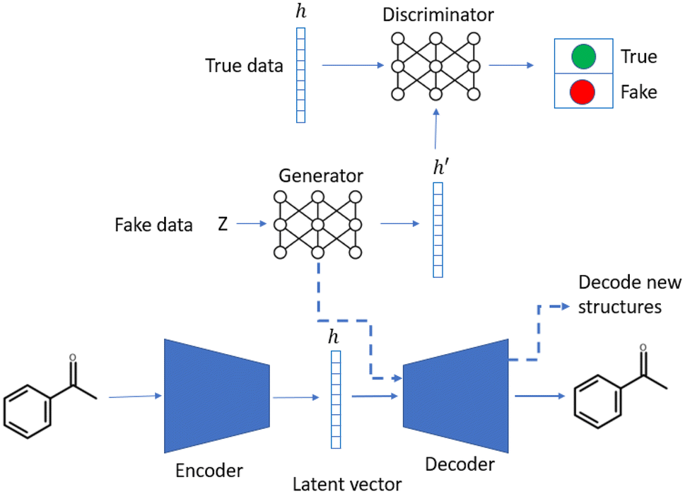 h
Discriminator
True data
True
Fake
Generator
h′
Fake data
Z
Decode new
structures
h
O
O
Encoder
Latent vector
Decoder